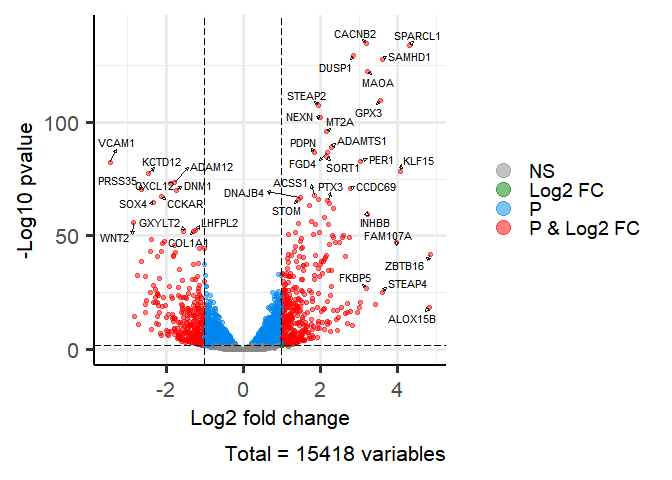 CACNB2
SPARCL1
DUSP1
SAMHD1
MAOA
STEAP2
GPX3
NEXN
MT2A
100
VCAM1
PDPN
ADAMTS1
KCTD12
ADAM12
FGD4
SORT1
PER1
KLF15
PRSS35
CXCL12
DNM1
DNAJB4
ACSS1
PTX3
CCDC69
SOX4
CCKAR
STOM
INHBB
WNT2
GXYLT2
LHFPL2
COL1A1
50
FAM107A
ZBTB16
FKBP5
STEAP4
ALOX15B
0
-Log10 pvalue
-2
0
2
4
Log2 fold change
NS
Log2 FC
P
P & Log2 FC
Total = 15418 variables